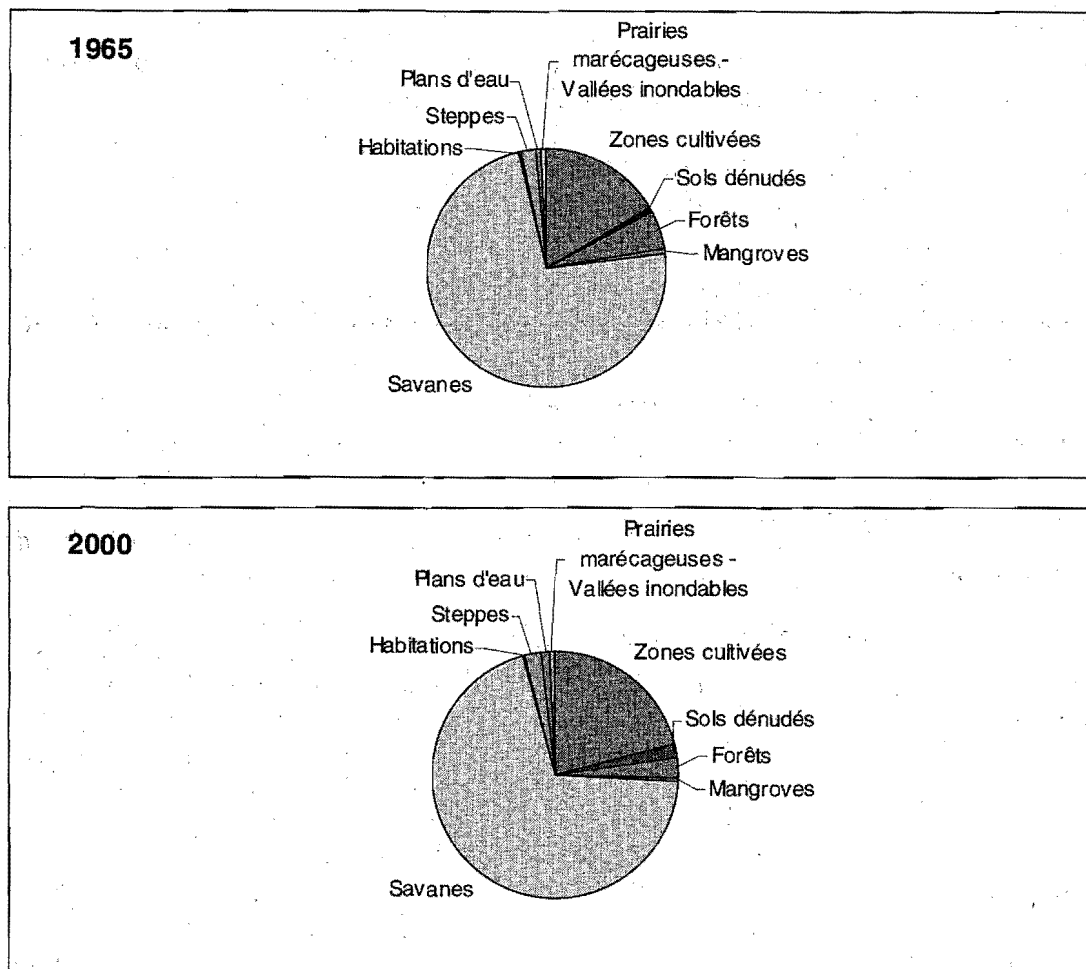 1965
Prairies
marécageuses -
Vallées inondables
Plans d'eau
Steppes
Habitations
Zones cultivées
Sols dénudés
Forêts
Mangroves
Savanes
2000
Prairies
marécageuses -
Vallées inondables
Plans d'eau
Steppes
Habitations
Zones cultivées
Sols dénudés
Forêts
Mangroves
Savanes